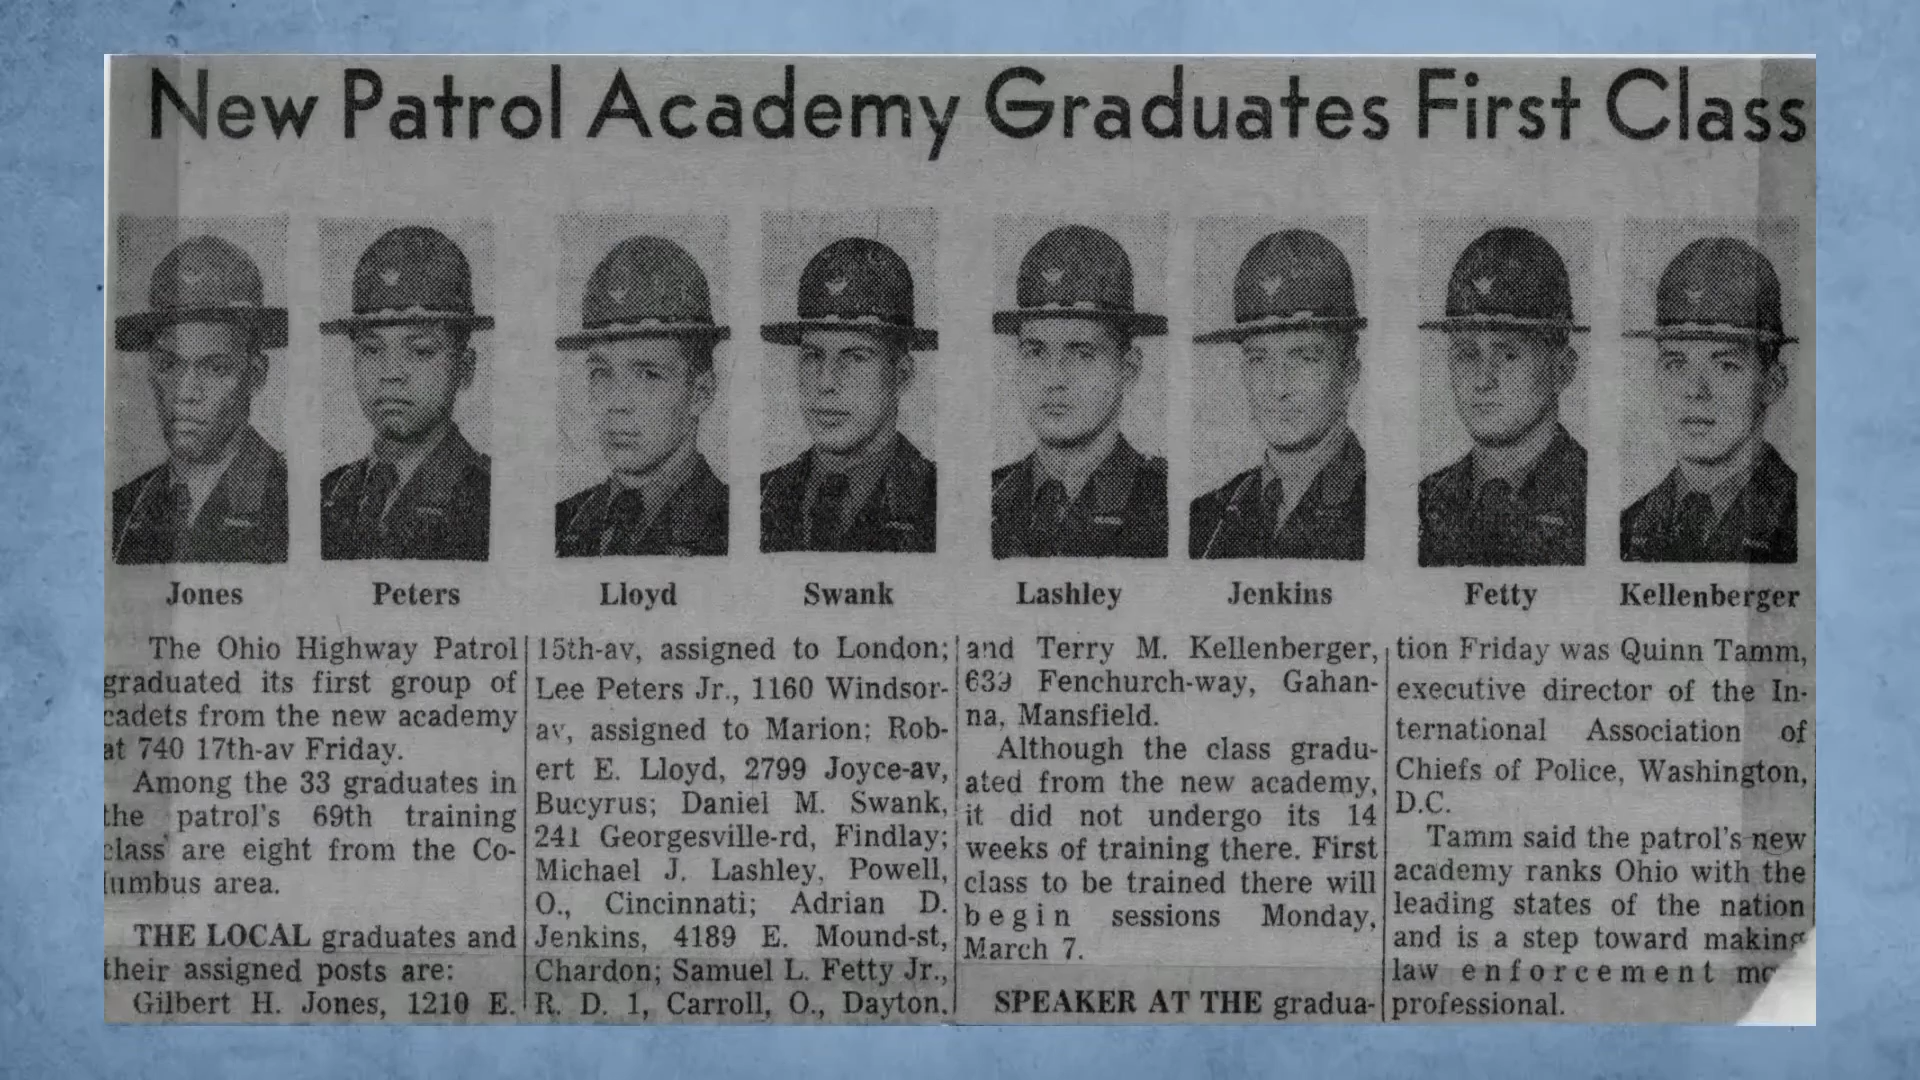 New Patrol Academy Graduates First Class
Jones Peters Lloyd Swank Lashley Jenkins Fetty Kellenberger
The Ohio Highway Patrol
graduated its first group of
cadets from the new academy
at 740 17th-av Friday.
Among the 33 graduates in
the patrol's 69th training
class are eight from the Co-
lumbus area.
THE LOCAL graduates and
their assigned posts are:
Gilbert H. Jones, 1210 E.
15th-av, assigned to London;
Lee Peters Jr., 1160 Windsor-
av, assigned to Marion; Rob-
ert E. Lloyd, 2799 Joyce-av,
Bucyrus; Daniel M. Swank,
241 Georgesville-rd, Findlay;
Michael J. Lashley, Powell,
O., Cincinnati; Adrian D.
Jenkins, 4189 E. Mound-st,
Chardon; Samuel L. Fetty Jr.,
R. D. 1, Carroll, O., Dayton,
and Terry M. Kellenberger,
639 Fenchurch-way, Gahan-
na, Mansfield.
Although the class gradu-
ated from the new academy,
it did not undergo its 14
weeks of training there. First
class to be trained there will
begin sessions Monday,
March 7.
SPEAKER AT THE gradua-
tion Friday was Quinn Tamm,
executive director of the In-
ternational Association of
Chiefs of Police, Washington,
D.C.
Tamm said the patrol's new
academy ranks Ohio with the
leading states of the nation
and is a step toward making
law enforcement
professional.